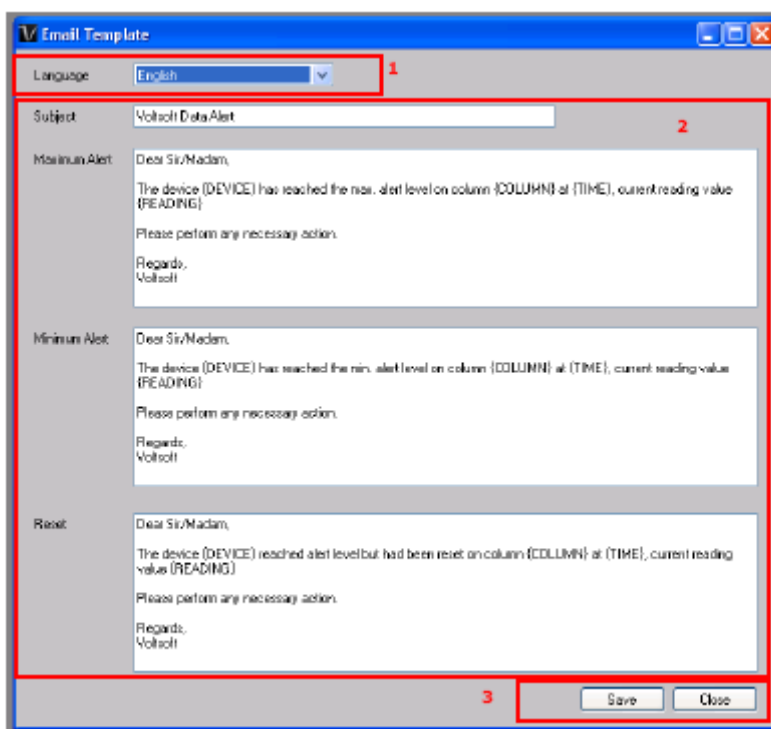 Email Template
Language English 1
Subject Voltsoft Data Alert 2
Maximum Alert Dear Sir/Madam,
The device {DEVICE} has reached the max. alert level on column {COLUMN} at {TIME}, current reading value
{READING}
Please perform any necessary action.
Regards,
Voltsoft
Minimum Alert Dear Sir/Madam,
The device {DEVICE} has reached the min. alert level on column {COLUMN} at {TIME}, current reading value
{READING}
Please perform any necessary action.
Regards,
Voltsoft
Reset Dear Sir/Madam,
The device {DEVICE} reached alert level but had been reset on column {COLUMN} at {TIME}, current reading
value {READING}
Please perform any necessary action.
Regards,
Voltsoft
3 Save Close